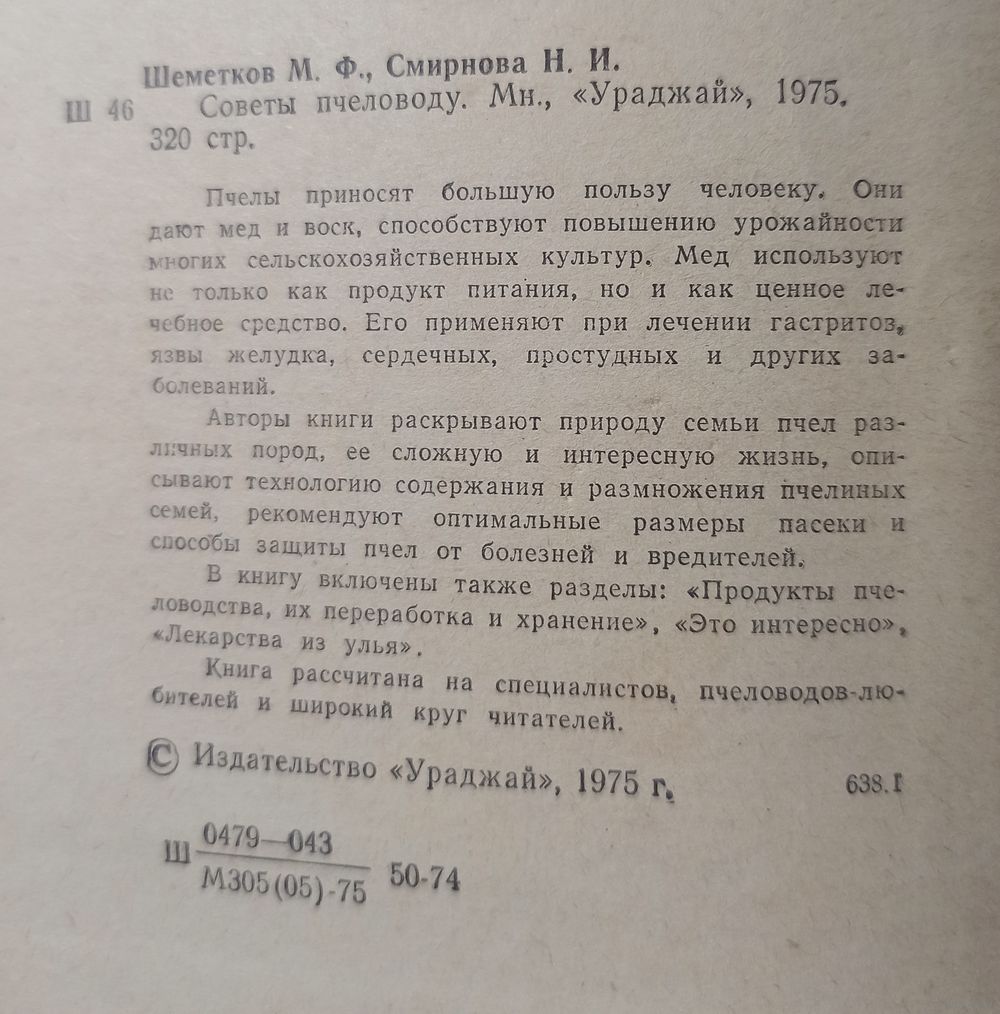 Шеметков М. Ф., Смирнова Н. И.
Ш 46 Советы пчеловоду. Мн., «Ураджай», 1975.
320 стр.
Пчелы приносят большую пользу человеку. Они
дают мед и воск, способствуют повышению урожайности
многих сельскохозяйственных культур. Мед используют
не только как продукт питания, но и как ценное ле-
чебное средство. Его применяют при лечении гастритов,
язвы желудка, сердечных, простудных и других за-
болеваний.
Авторы книги раскрывают природу семьи пчел раз-
личных пород, ее сложную и интересную жизнь, опи-
сывают технологию содержания и размножения пчелиных
семей, рекомендуют оптимальные размеры пасеки и
способы защиты пчел от болезней и вредителей.
В книгу включены также разделы: «Продукты пче-
ловодства, их переработка и хранение», «Это интересно»,
«Лекарства из улья».
Книга рассчитана на специалистов, пчеловодов-лю-
бителей и широкий круг читателей.
© Издательство «Ураджай», 1975 г.
638.1
Ш 0479—043
М305(05)-75 50-74